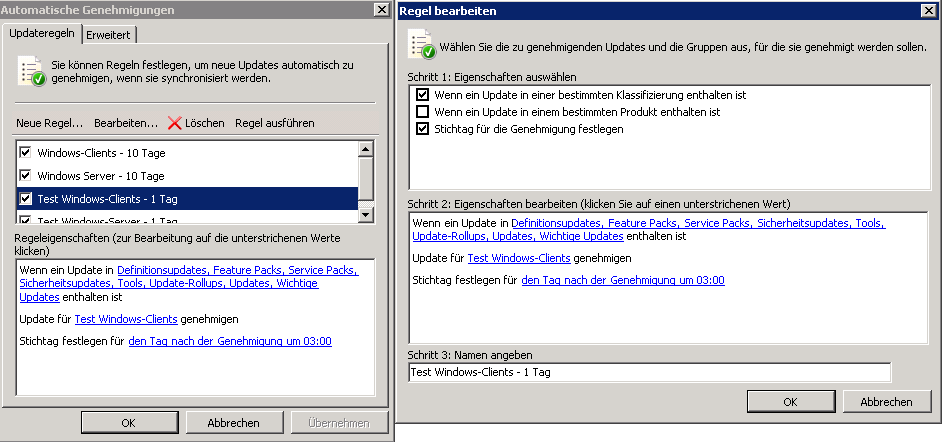 Automatische Genehmigungen
Updateregeln
Erweitert
Sie können Regeln festlegen, um neue Updates automatisch zu
genehmigen, wenn sie synchronisiert werden.
Neue Regel... Bearbeiten... Löschen Regel ausführen
Windows-Clients - 10 Tage
Windows Server - 10 Tage
Test Windows-Clients - 1 Tag
Test Windows-Server - 1 Tag
Regeleigenschaften (zur Bearbeitung auf die unterstrichenen Werte
klicken)
Wenn ein Update in Definitionsupdates, Feature Packs, Service Packs,
Sicherheitsupdates, Tools, Update-Rollups, Updates, Wichtige
Updates enthalten ist
Update für Test Windows-Clients genehmigen
Stichtag festlegen für den Tag nach der Genehmigung um 03:00
OK
Abbrechen
Übernehmen
Regel bearbeiten
Wählen Sie die zu genehmigenden Updates und die Gruppen aus, für die sie genehmigt werden sollen.
Schritt 1: Eigenschaften auswählen
Wenn ein Update in einer bestimmten Klassifizierung enthalten ist
Wenn ein Update in einem bestimmten Produkt enthalten ist
Stichtag für die Genehmigung festlegen
Schritt 2: Eigenschaften bearbeiten (klicken Sie auf einen unterstrichenen Wert)
Wenn ein Update in Definitionsupdates, Feature Packs, Service Packs, Sicherheitsupdates, Tools,
Update-Rollups, Updates, Wichtige Updates enthalten ist
Update für Test Windows-Clients genehmigen
Stichtag festlegen für den Tag nach der Genehmigung um 03:00
Schritt 3: Namen angeben
Test Windows-Clients - 1 Tag
OK
Abbrechen